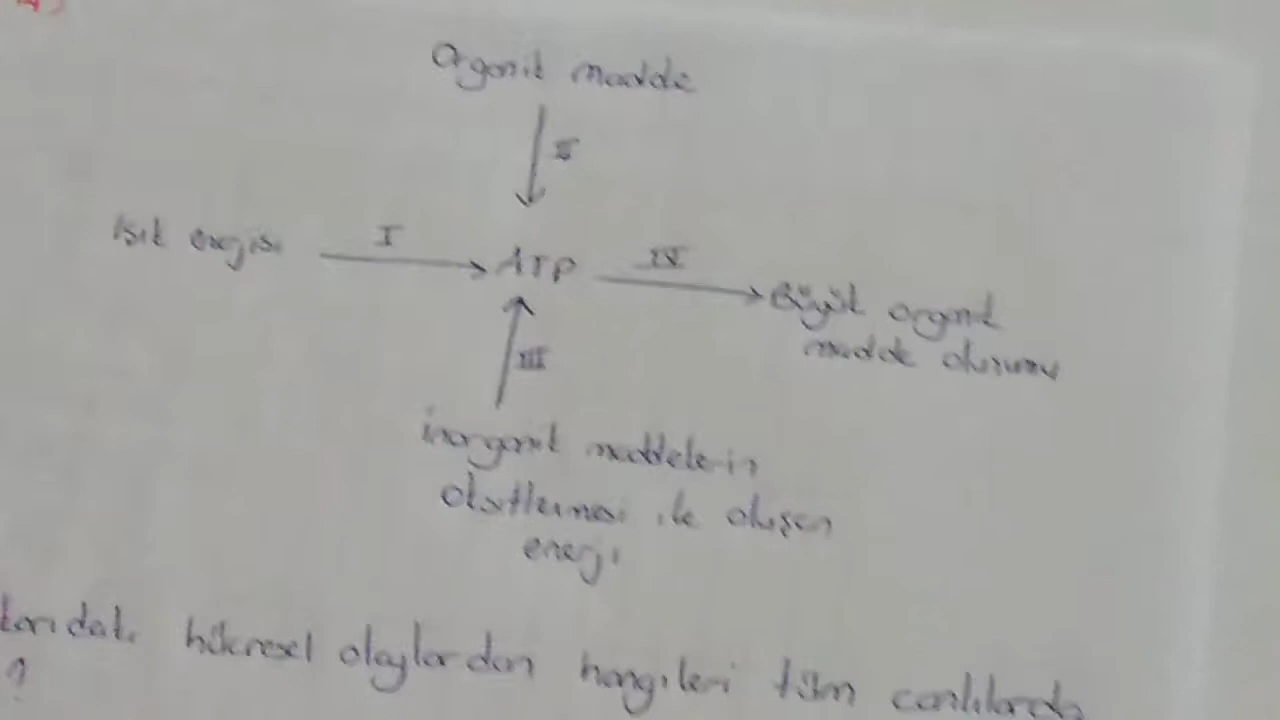 Organik madde
II
Işık enerjisi
I
ATP
IV
Büyük organik
madde oluşumu
III
İnorganik maddelerin
oksitlenmesi ile oluşan
enerji
hücresel olaylardan hangileri tüm canlılarda
?